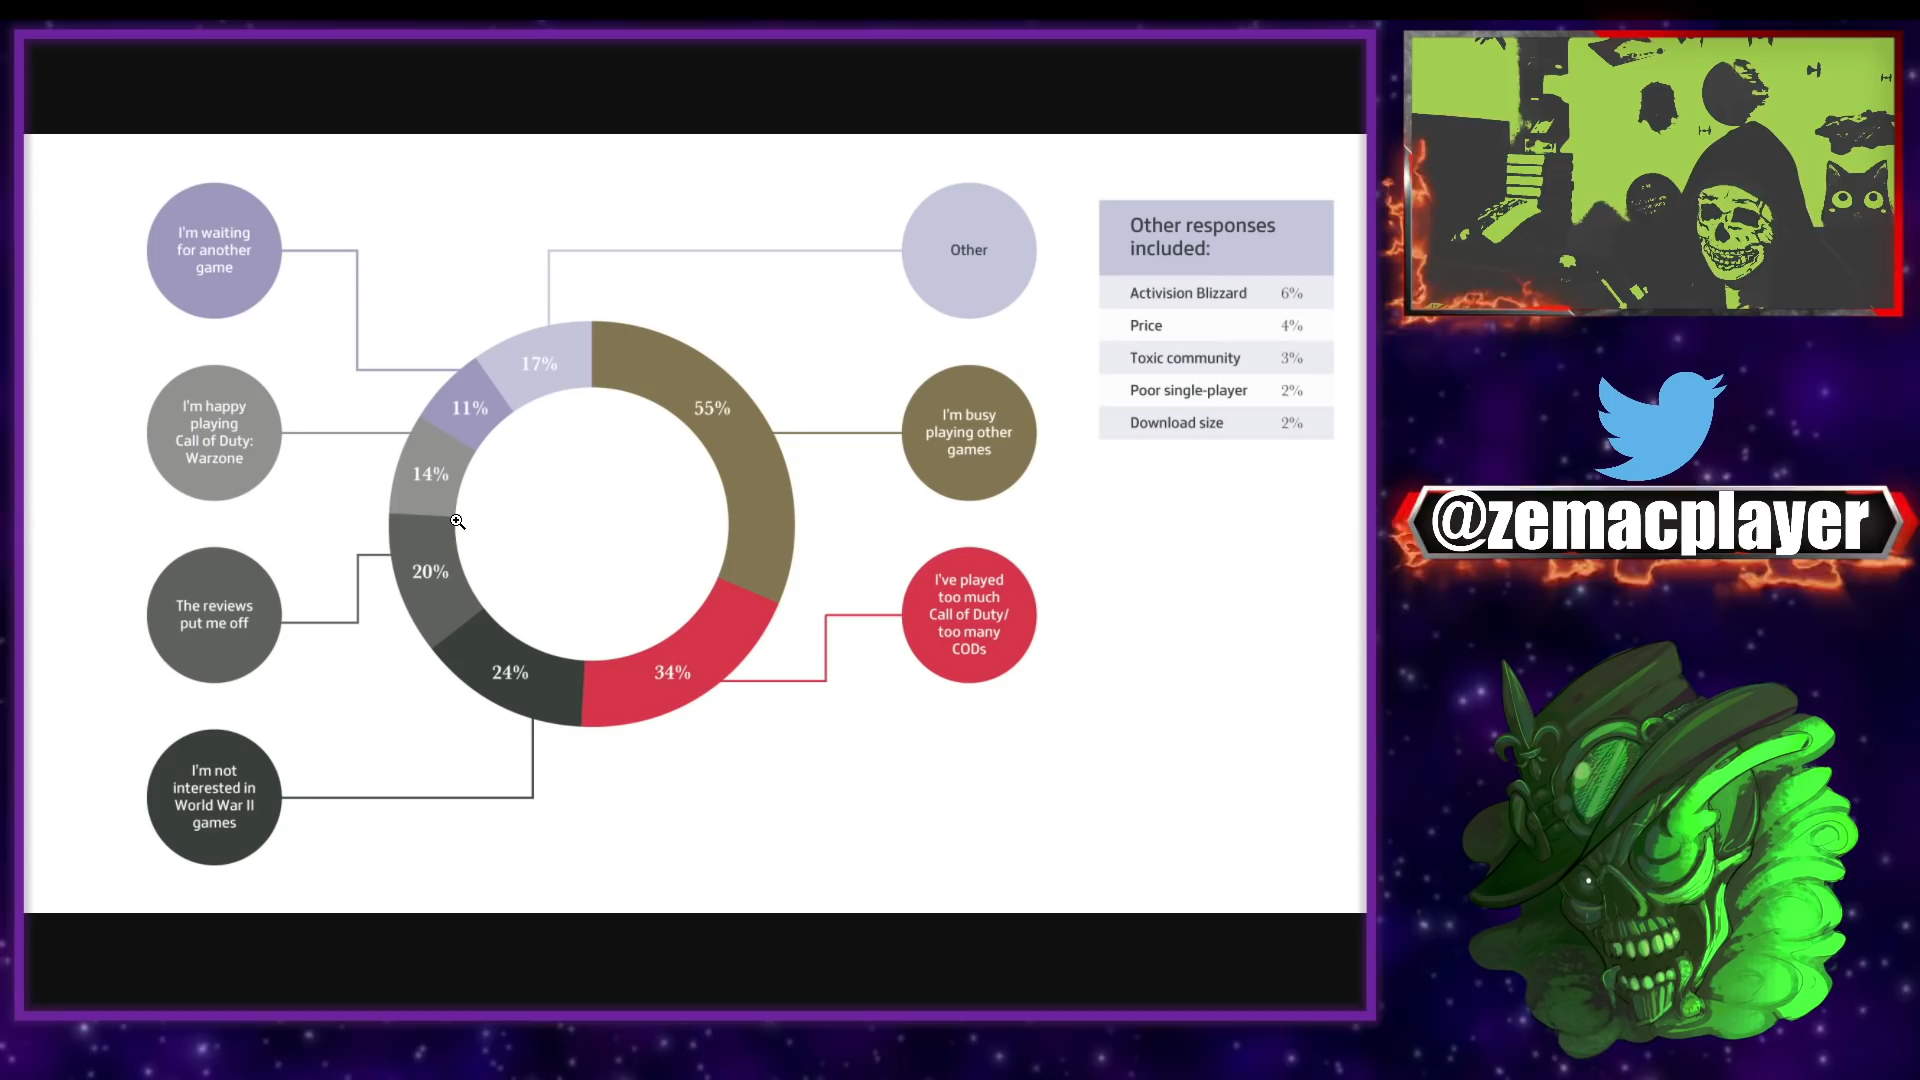 I'm waiting
for another
game
I'm happy
playing
Call of Duty:
Warzone
The reviews
put me off
I'm not
interested in
World War II
games
17%
11%
14%
20%
24%
34%
55%
Other
I'm busy
playing other
games
I've played
too much
Call of Duty/
too many
CODs
Other responses
included:
Activision Blizzard 6%
Price 4%
Toxic community 3%
Poor single-player 2%
Download size 2%
@zemacplayer